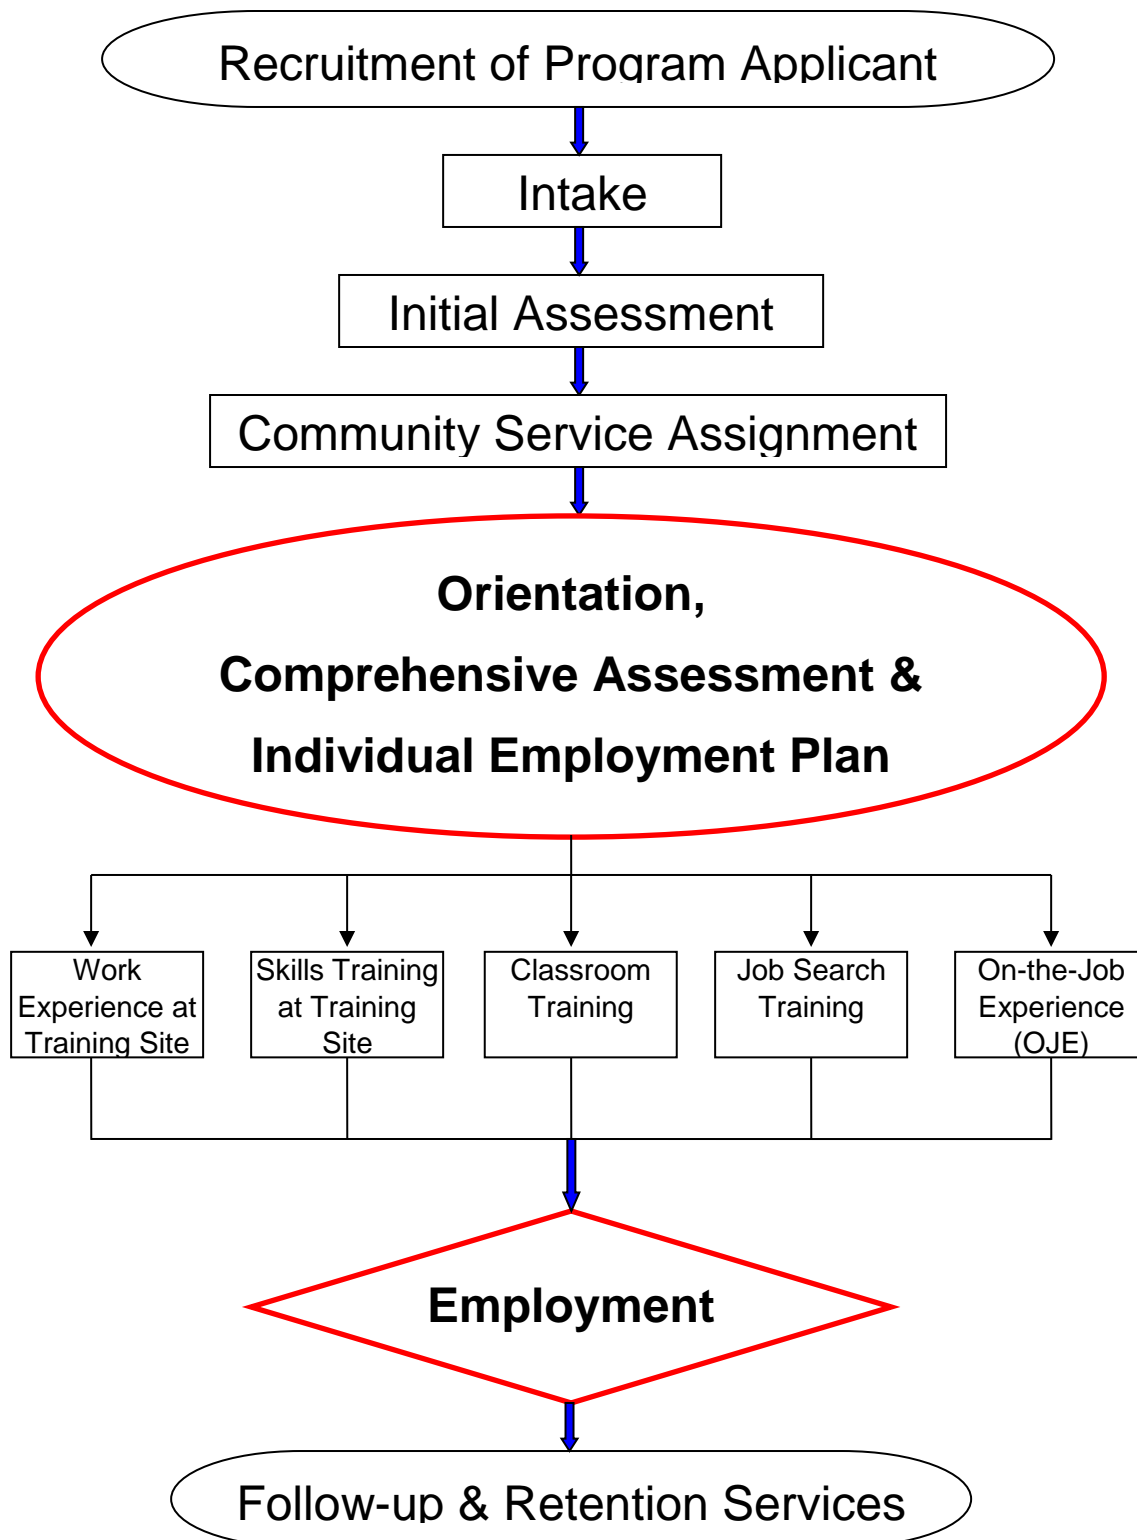 Recruitment of Program Applicant
Intake
Initial Assessment
Community Service Assignment
Orientation,
Comprehensive Assessment &
Individual Employment Plan
Work
Experience at
Training Site
Skills Training
at Training
Site
Classroom
Training
Job Search
Training
On-the-Job
Experience
(OJE)
Employment
Follow-up & Retention Services